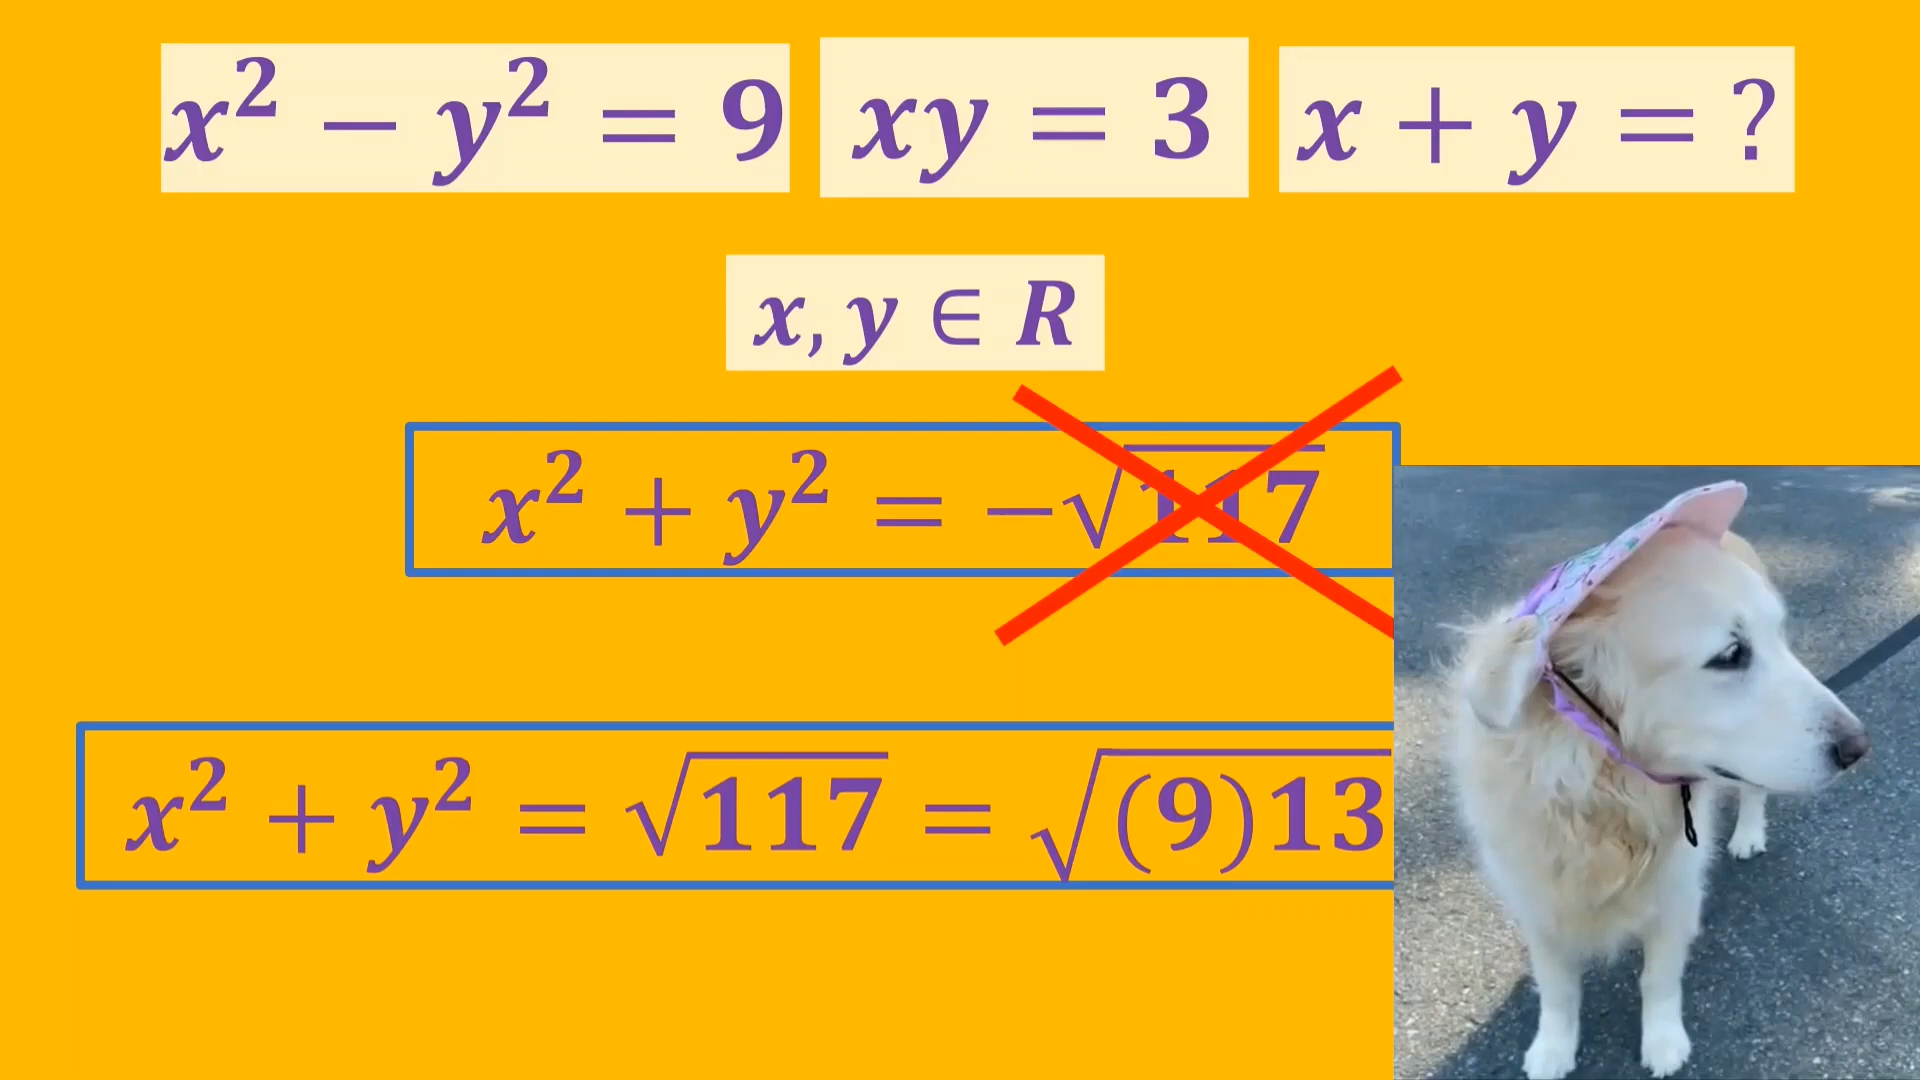 x² − y² = 9 xy = 3 x + y = ?
x, y ∈ R
x² + y² = −√117
x² + y² = √117 = √(9)13